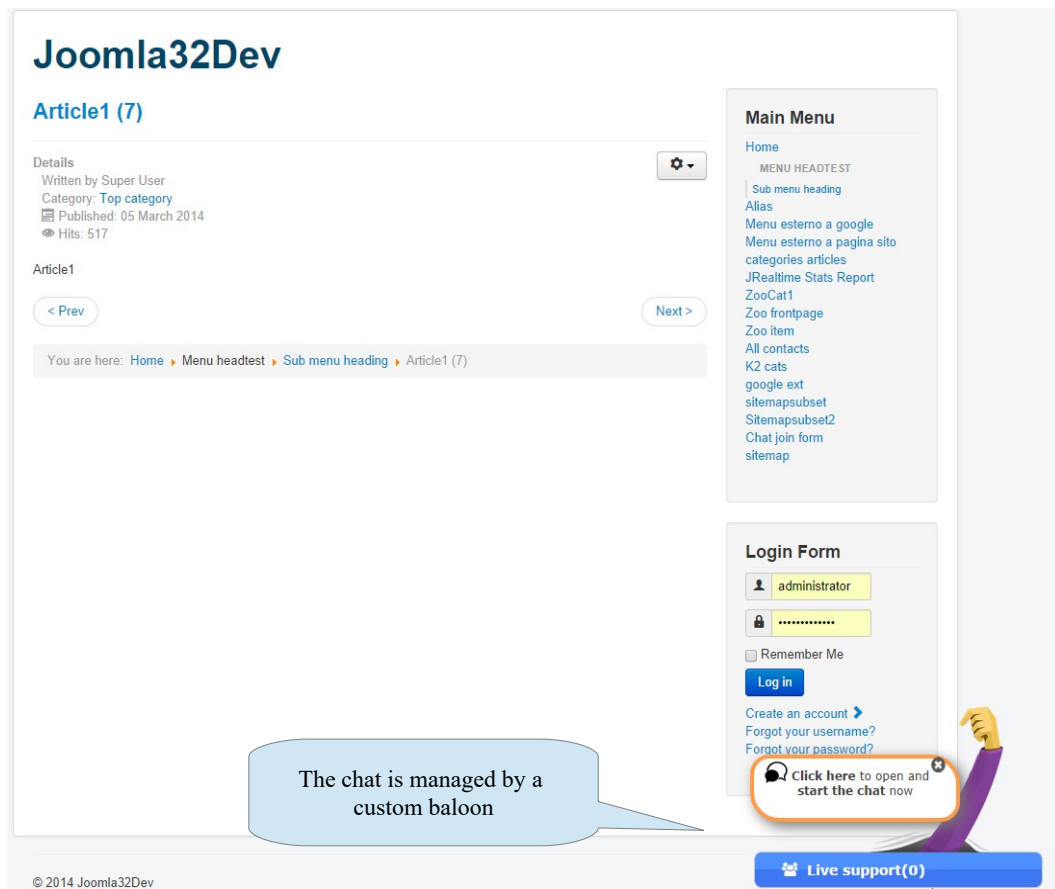 Joomla32Dev
Article1 (7)
Details
Written by Super User
Category: Top category
Published: 05 March 2014
Hits: 517
Article1
< Prev
Next >
You are here: Home Menu headtest Sub menu heading Article1 (7)
Main Menu
Home
MENU HEADTEST
Sub menu heading
Alias
Menu esterno a google
Menu esterno a pagina sito
categories articles
JRealtime Stats Report
ZooCat1
Zoo frontpage
Zoo item
All contacts
K2 cats
google ext
sitemapsubset
Sitemapsubset2
Chat join form
sitemap
Login Form
administrator
•••••••••••••
Remember Me
Log in
Create an account
Forgot your username?
Forgot your password?
Click here to open and
start the chat now
The chat is managed by a
custom baloon
Live support(0)
© 2014 Joomla32Dev